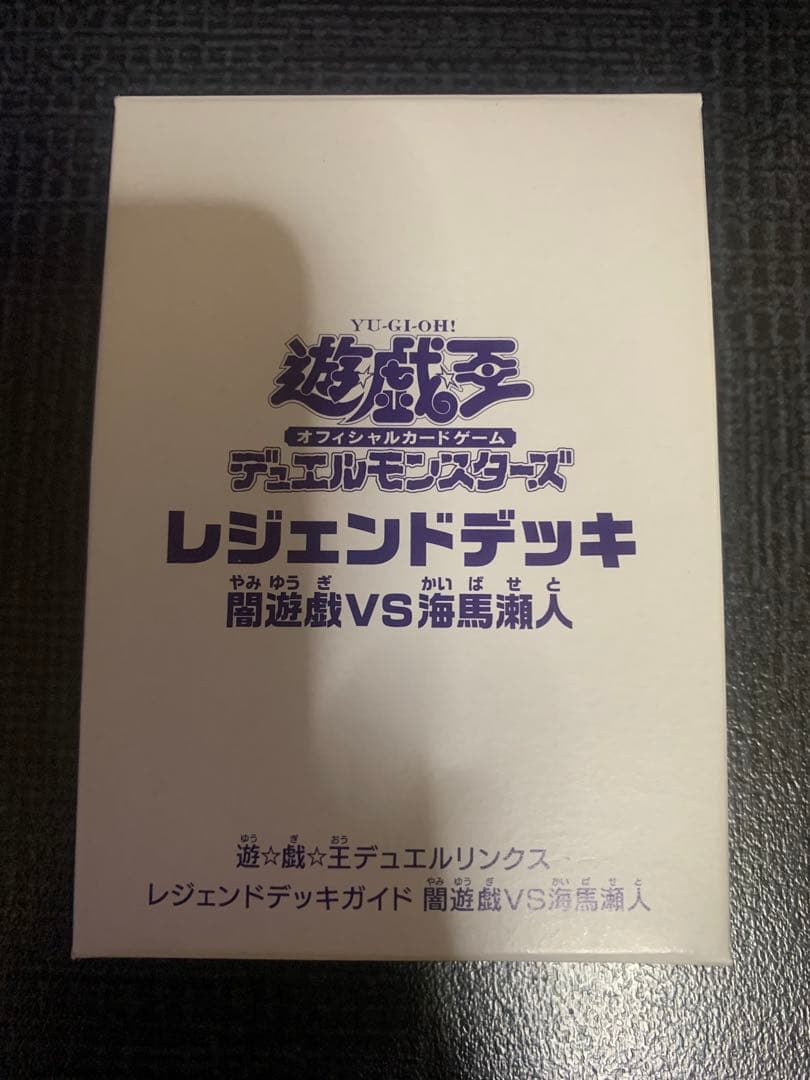 YU-GI-OH!
遊☆戯☆王
オフィシャルカードゲーム
デュエルモンスターズ
レジェンドデッキ
やみ ゆう ぎ かい ば せ と
闇遊戯VS海馬瀬人
ゆう ぎ おう
遊☆戯☆王デュエルリンクス
やみ ゆう ぎ かい ば せ と
レジェンドデッキガイド 闇遊戯VS海馬瀬人